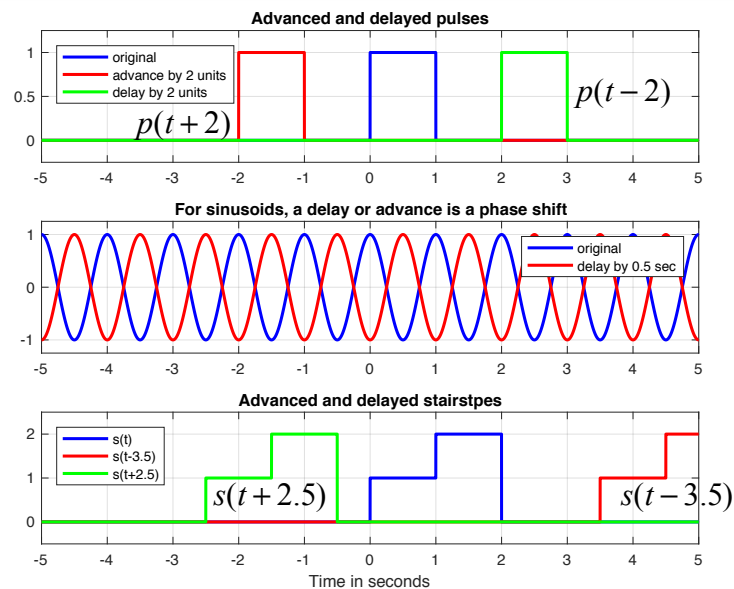 Advanced and delayed pulses
original
advance by 2 units
delay by 2 units
p(t+2)
p(t−2)
1
0.5
0
-5 -4 -3 -2 -1 0 1 2 3 4 5
For sinusoids, a delay or advance is a phase shift
original
delay by 0.5 sec
1
0
-1
-5 -4 -3 -2 -1 0 1 2 3 4 5
Advanced and delayed stairstpes
s(t)
s(t-3.5)
s(t+2.5)
s(t+2.5)
s(t−3.5)
2
1
0
-5 -4 -3 -2 -1 0 1 2 3 4 5
Time in seconds